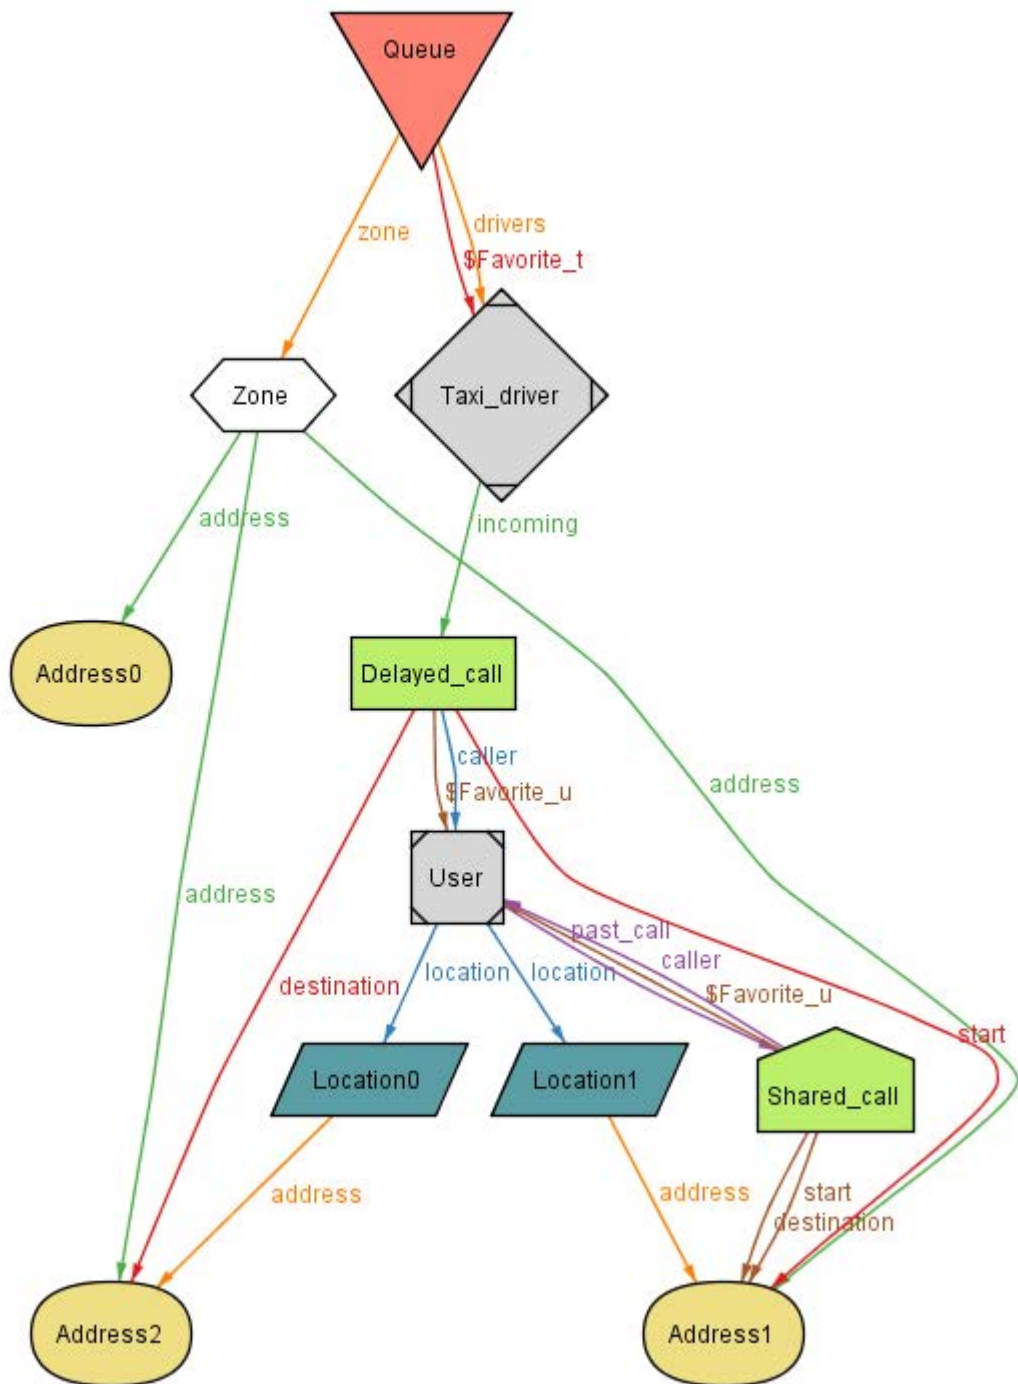 Queue
zone
drivers
$Favorite_t
Zone
Taxi_driver
address
incoming
Address0
Delayed_call
caller
$Favorite_u
address
User
address
past_call
caller
$Favorite_u
destination
location
location
start
Location0
Location1
Shared_call
address
address
start
destination
Address2
Address1